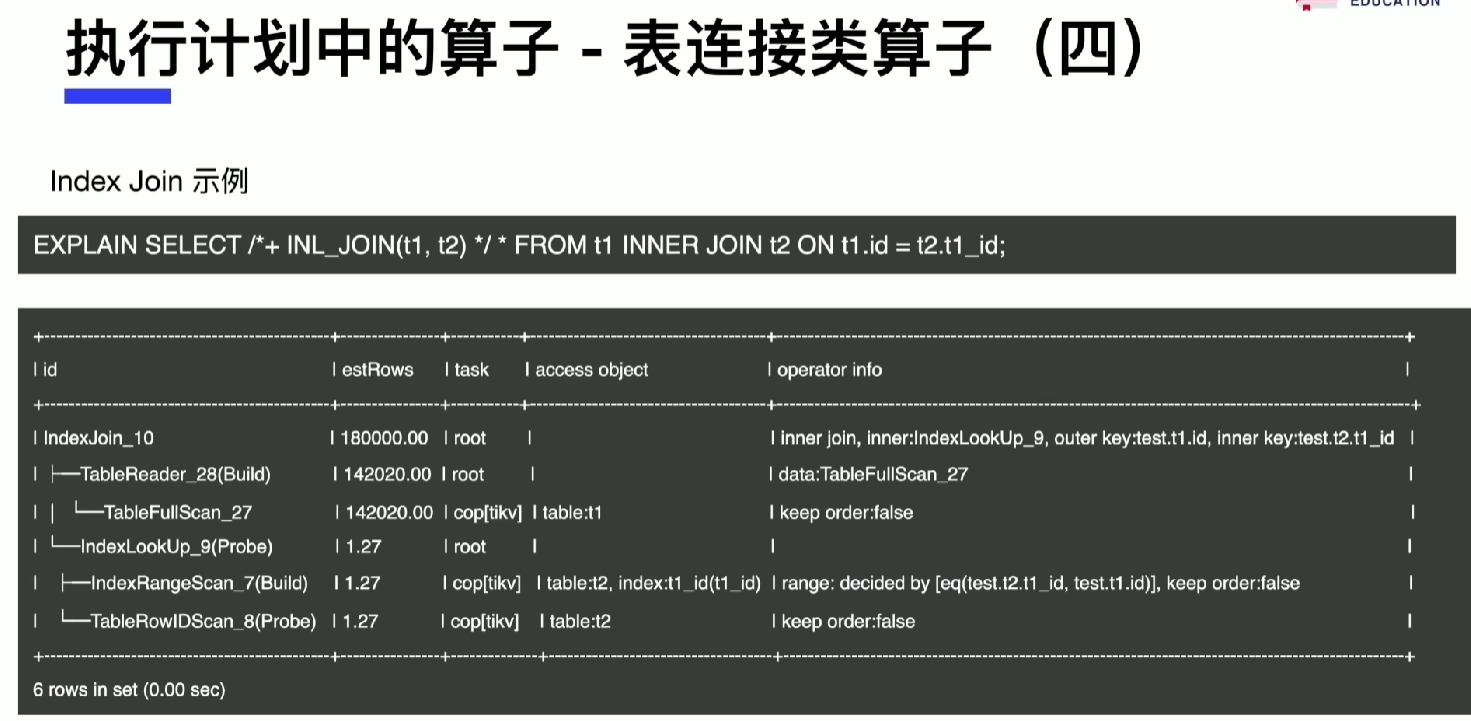 EDUCATION
执行计划中的算子 - 表连接类算子（四）
Index Join 示例
EXPLAIN SELECT /*+ INL_JOIN(t1, t2) */ * FROM t1 INNER JOIN t2 ON t1.id = t2.t1_id;
| id | estRows | task | access object | operator info |
| IndexJoin_10 | 180000.00 | root | | inner join, inner:IndexLookUp_9, outer key:test.t1.id, inner key:test.t2.t1_id |
| ├──TableReader_28(Build) | 142020.00 | root | | data:TableFullScan_27 |
| │ └──TableFullScan_27 | 142020.00 | cop[tikv] | table:t1 | keep order:false |
| └──IndexLookUp_9(Probe) | 1.27 | root | | |
| ├──IndexRangeScan_7(Build) | 1.27 | cop[tikv] | table:t2, index:t1_id(t1_id) | range: decided by [eq(test.t2.t1_id, test.t1.id)], keep order:false |
| └──TableRowIDScan_8(Probe) | 1.27 | cop[tikv] | table:t2 | keep order:false |
6 rows in set (0.00 sec)